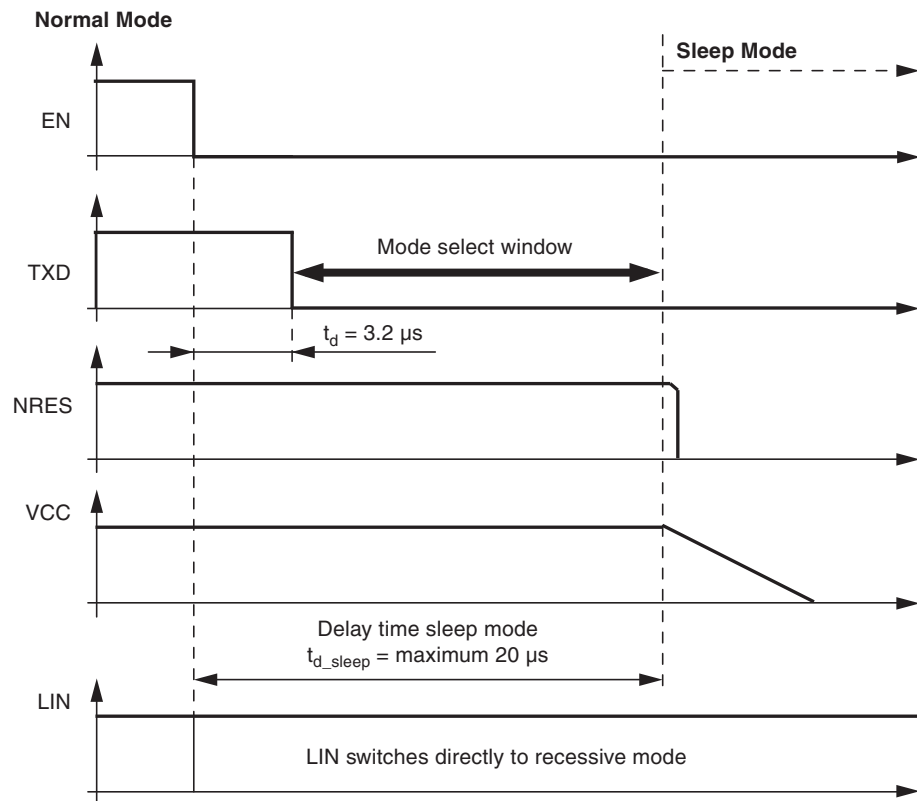 Normal Mode
Sleep Mode
EN
Mode select window
TXD
t_d = 3.2 µs
NRES
VCC
Delay time sleep mode
t_d_sleep = maximum 20 µs
LIN
LIN switches directly to recessive mode